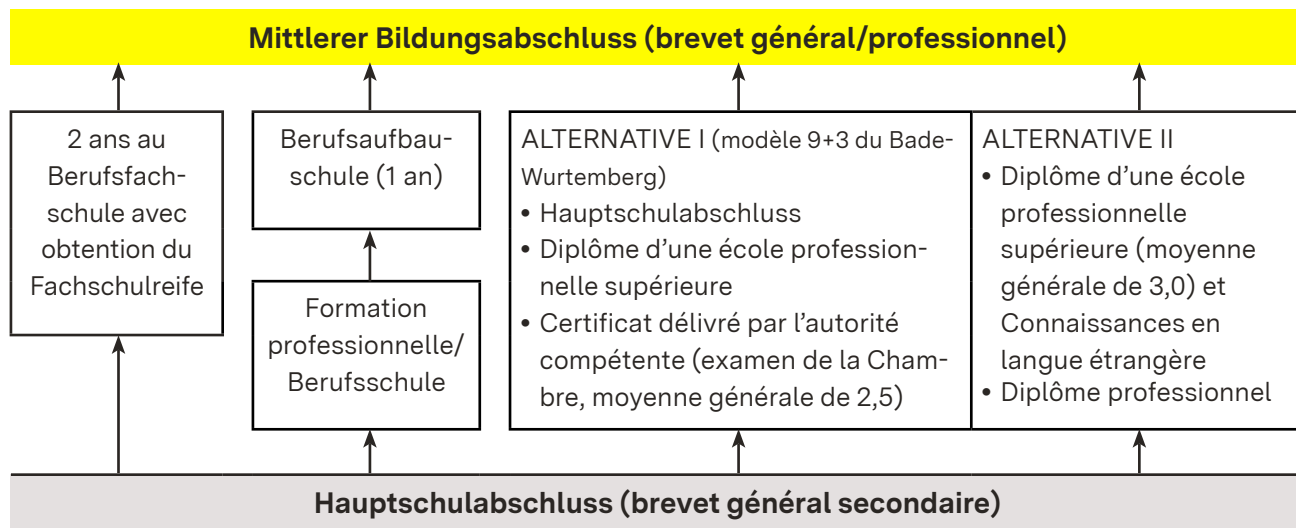 Mittlerer Bildungsabschluss (brevet général/professionnel)
2 ans au
Berufsfach-
schule avec
obtention du
Fachschulreife
Berufsaufbau-
schule (1 an)
Formation
professionnelle/
Berufsschule
ALTERNATIVE I (modèle 9+3 du Bade-
Wurtemberg)
• Hauptschulabschluss
• Diplôme d’une école profession-
nelle supérieure
• Certificat délivré par l’autorité
compétente (examen de la Cham-
bre, moyenne générale de 2,5)
ALTERNATIVE II
• Diplôme d’une école
professionnelle
supérieure (moyenne
générale de 3,0) et
Connaissances en
langue étrangère
• Diplôme professionnel
Hauptschulabschluss (brevet général secondaire)